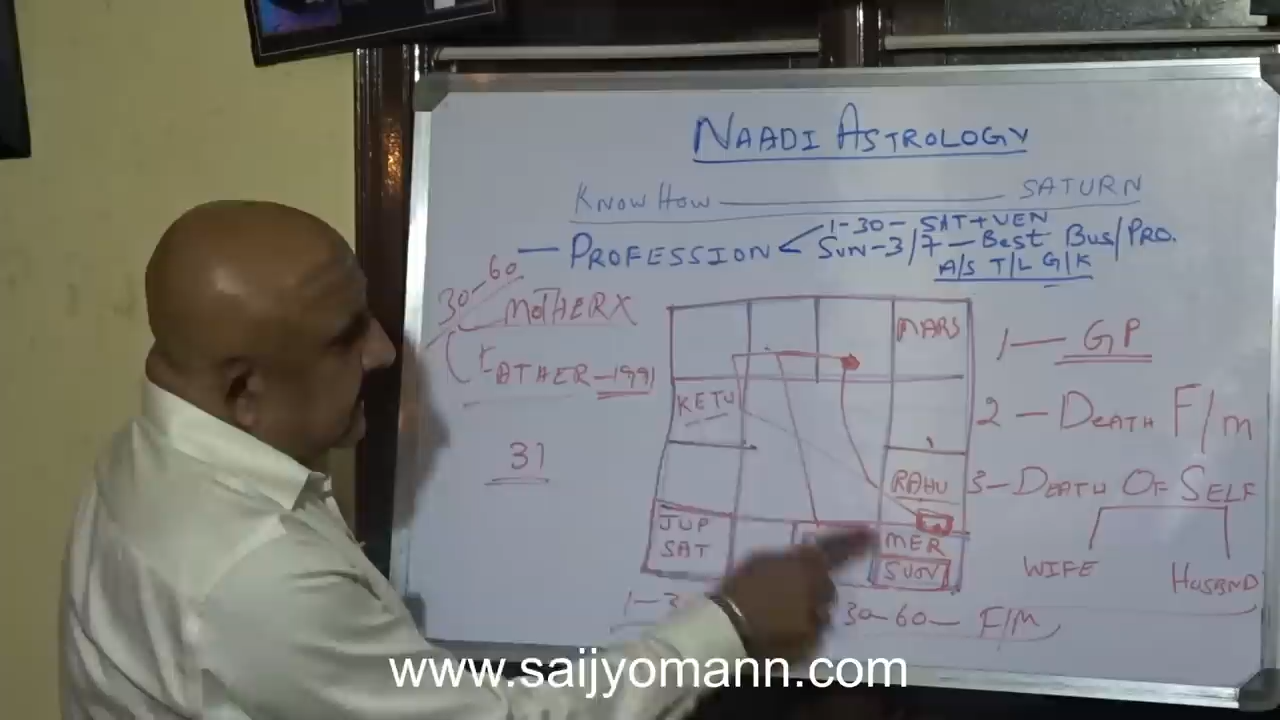 NAADI ASTROLOGY
KNOW HOW SATURN
— PROFESSION < 1-30 - SAT + VEN
SUN - 3/7 - BEST BUS/PRO.
A/S T/L G/K
30-60
MOTHER X
FATHER - 1991
31
MARS
KETU
RAHU
JUP
SAT
MER
SUN
1 — GP
2 — DEATH F/M
3 - DEATH OF SELF
WIFE HUSBND
1-3
30-60- F/M
www.saijyomann.com